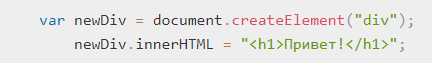 var newDiv = document.createElement("div");
newDiv.innerHTML = "<h1>Привет!</h1>";